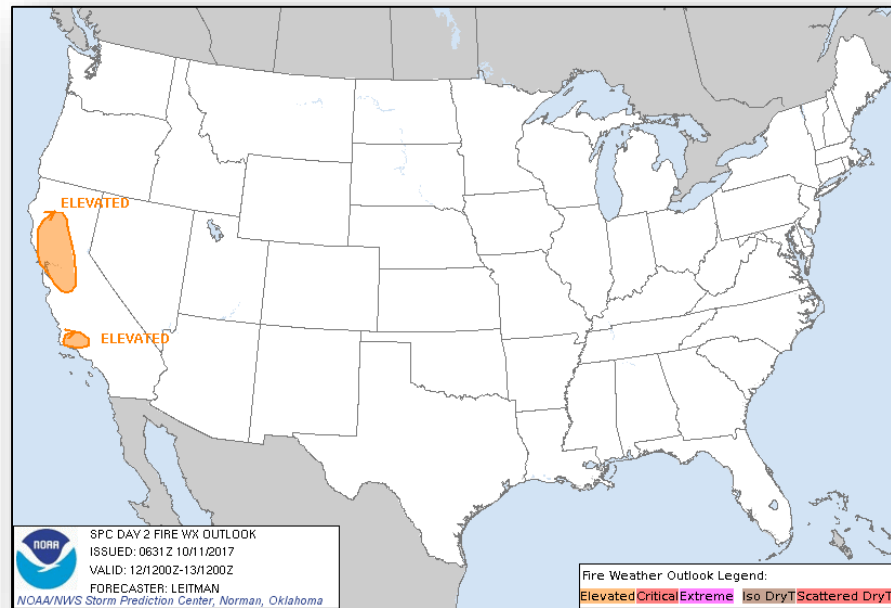 ELEVATED
ELEVATED
NOAA
SPC DAY 2 FIRE WX OUTLOOK
ISSUED: 0631Z 10/11/2017
VALID: 12/1200Z-13/1200Z
FORECASTER: LEITMAN
NOAA/NWS Storm Prediction Center, Norman, Oklahoma
Fire Weather Outlook Legend:
Elevated Critical Extreme Iso DryT Scattered DryT